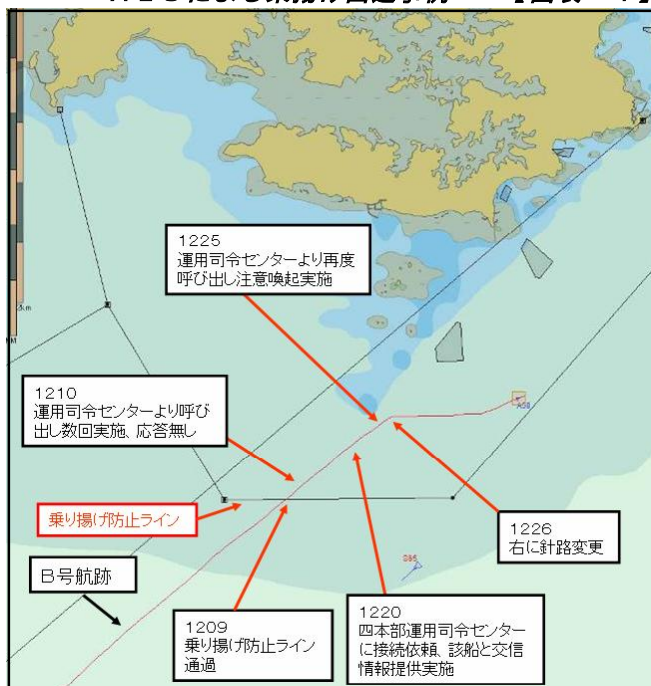 1225
運用司令センターより再度
呼び出し注意喚起実施
1210
運用司令センターより呼び
出し数回実施、応答無し
乗り揚げ防止ライン
B号航跡
1209
乗り揚げ防止ライン
通過
1220
四本部運用司令センター
に接続依頼、該船と交信
情報提供実施
1226
右に針路変更